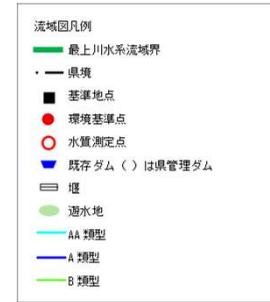 流域図凡例
最上川水系流域界
県境
基準地点
環境基準点
水質測定点
既存ダム（ ）は県管理ダム
堰
遊水地
AA 類型
A 類型
B 類型